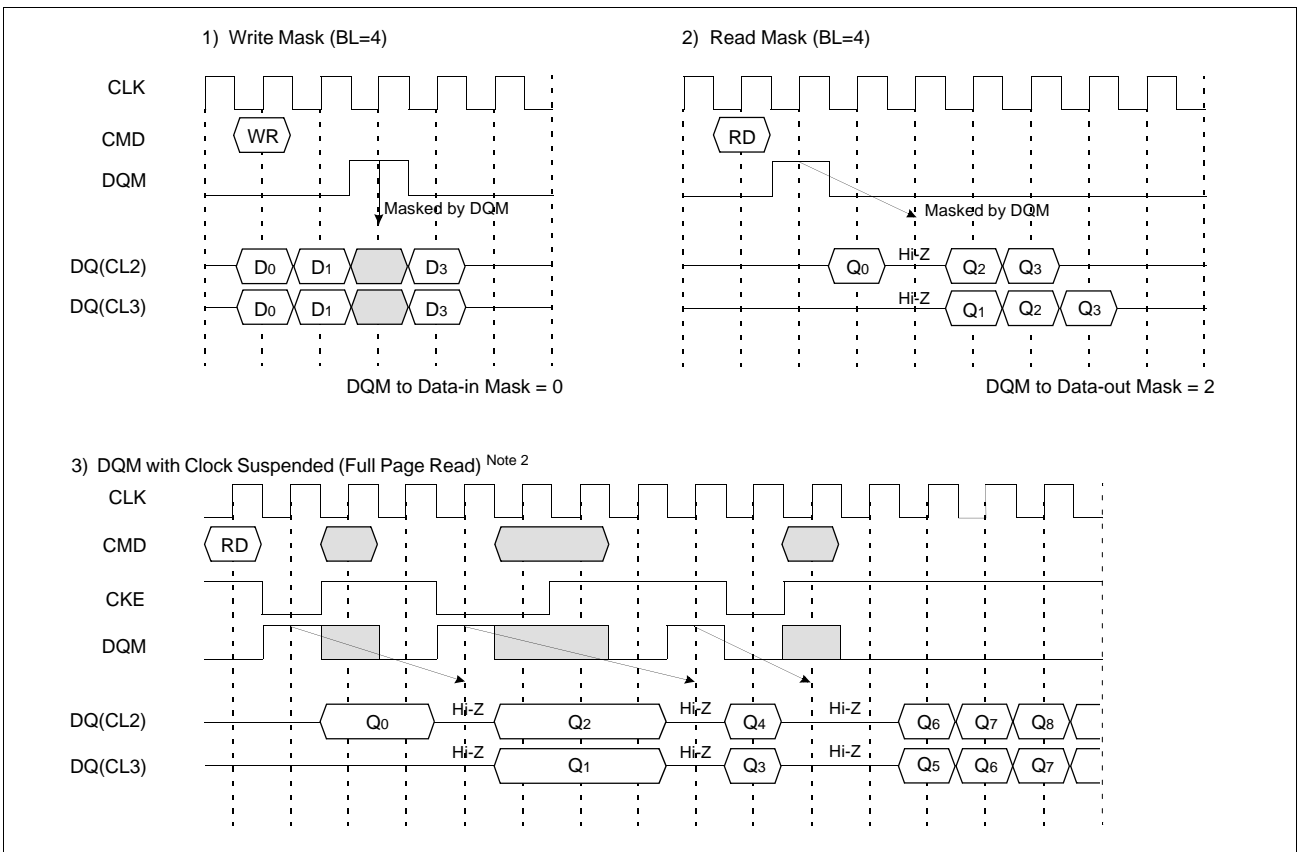 1) Write Mask (BL=4)
2) Read Mask (BL=4)
CLK
CMD
WR
RD
DQM
Masked by DQM
Masked by DQM
DQ(CL2)
D0 D1 D3
Q0 Hi-Z Q2 Q3
DQ(CL3)
D0 D1 D3
Hi-Z Q1 Q2 Q3
DQM to Data-in Mask = 0
DQM to Data-out Mask = 2
3) DQM with Clock Suspended (Full Page Read) Note 2
CLK
CMD
RD
CKE
DQM
DQ(CL2)
Q0 Hi-Z Q2 Hi-Z Q4 Hi-Z Q6 Q7 Q8
DQ(CL3)
Hi-Z Q1 Hi-Z Q3 Hi-Z Q5 Q6 Q7